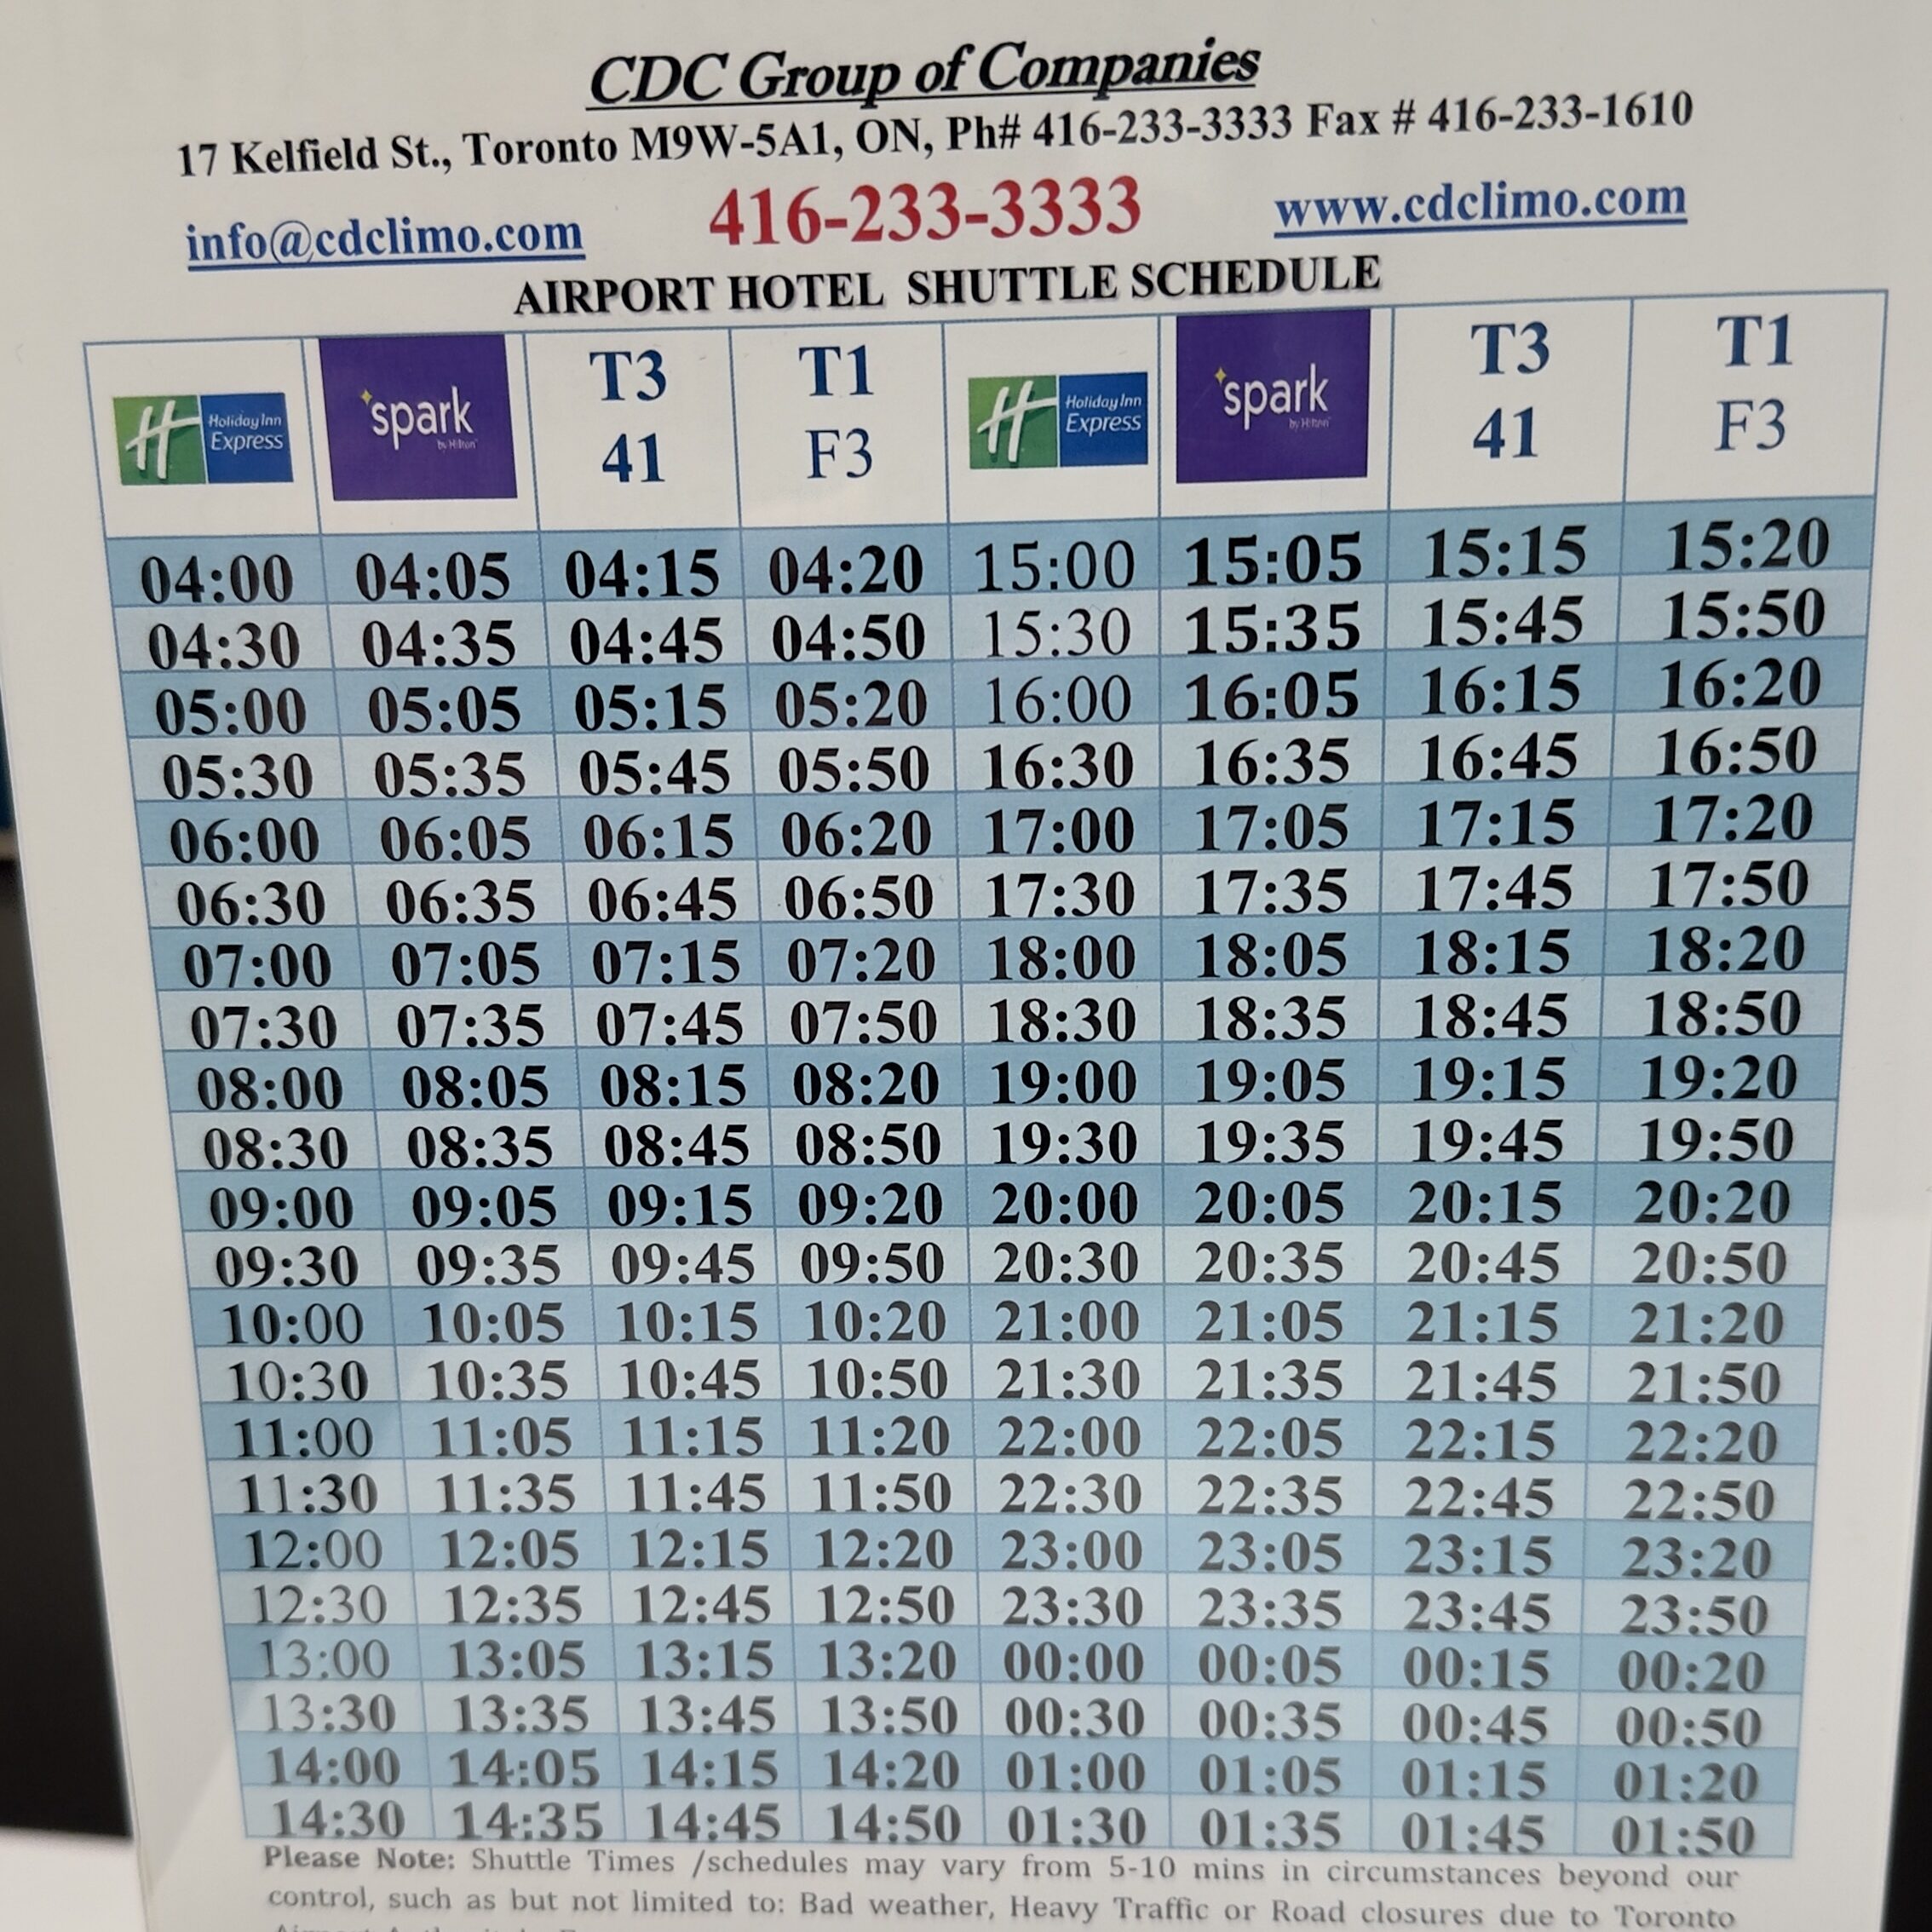 CDC Group of Companies
17 Kelfield St., Toronto M9W-5A1, ON, Ph# 416-233-3333 Fax # 416-233-1610
info@cdclimo.com 416-233-3333 www.cdclimo.com
AIRPORT HOTEL SHUTTLE SCHEDULE
Holiday Inn Express spark by Hilton T3 41 T1 F3 Holiday Inn Express spark by Hilton T3 41 T1 F3
04:00 04:05 04:15 04:20 15:00 15:05 15:15 15:20
04:30 04:35 04:45 04:50 15:30 15:35 15:45 15:50
05:00 05:05 05:15 05:20 16:00 16:05 16:15 16:20
05:30 05:35 05:45 05:50 16:30 16:35 16:45 16:50
06:00 06:05 06:15 06:20 17:00 17:05 17:15 17:20
06:30 06:35 06:45 06:50 17:30 17:35 17:45 17:50
07:00 07:05 07:15 07:20 18:00 18:05 18:15 18:20
07:30 07:35 07:45 07:50 18:30 18:35 18:45 18:50
08:00 08:05 08:15 08:20 19:00 19:05 19:15 19:20
08:30 08:35 08:45 08:50 19:30 19:35 19:45 19:50
09:00 09:05 09:15 09:20 20:00 20:05 20:15 20:20
09:30 09:35 09:45 09:50 20:30 20:35 20:45 20:50
10:00 10:05 10:15 10:20 21:00 21:05 21:15 21:20
10:30 10:35 10:45 10:50 21:30 21:35 21:45 21:50
11:00 11:05 11:15 11:20 22:00 22:05 22:15 22:20
11:30 11:35 11:45 11:50 22:30 22:35 22:45 22:50
12:00 12:05 12:15 12:20 23:00 23:05 23:15 23:20
12:30 12:35 12:45 12:50 23:30 23:35 23:45 23:50
13:00 13:05 13:15 13:20 00:00 00:05 00:15 00:20
13:30 13:35 13:45 13:50 00:30 00:35 00:45 00:50
14:00 14:05 14:15 14:20 01:00 01:05 01:15 01:20
14:30 14:35 14:45 14:50 01:30 01:35 01:45 01:50
Please Note: Shuttle Times /schedules may vary from 5-10 mins in circumstances beyond our
control, such as but not limited to: Bad weather, Heavy Traffic or Road closures due to Toronto